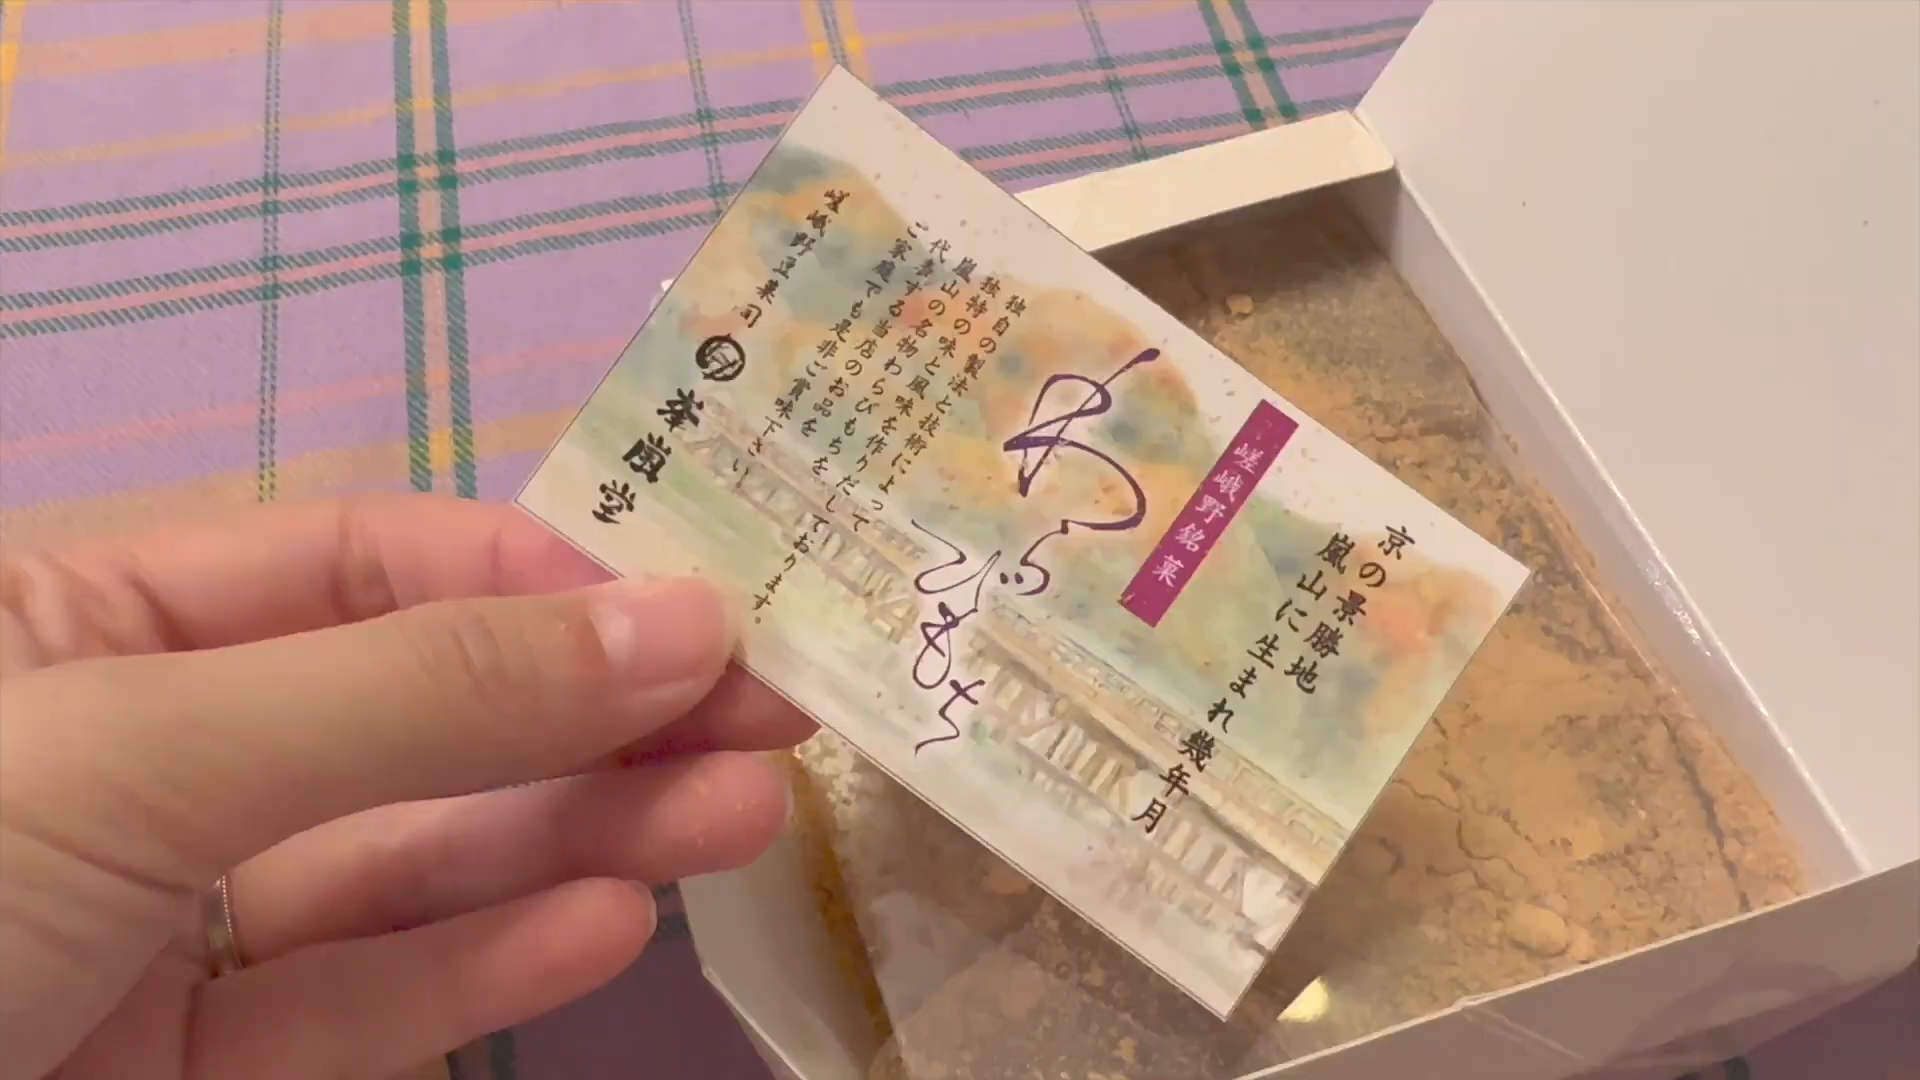 京の景勝地
嵐山に生まれ幾年月
嵯峨野銘菓
わらびもち
独自の製法と技術によって
独特の味と風味を作りだし
嵐山の名物わらびもちを
代表する当店のお品を
ご家庭でも是非ご賞味下さい
嵯峨野豆菓司
峯嵐堂